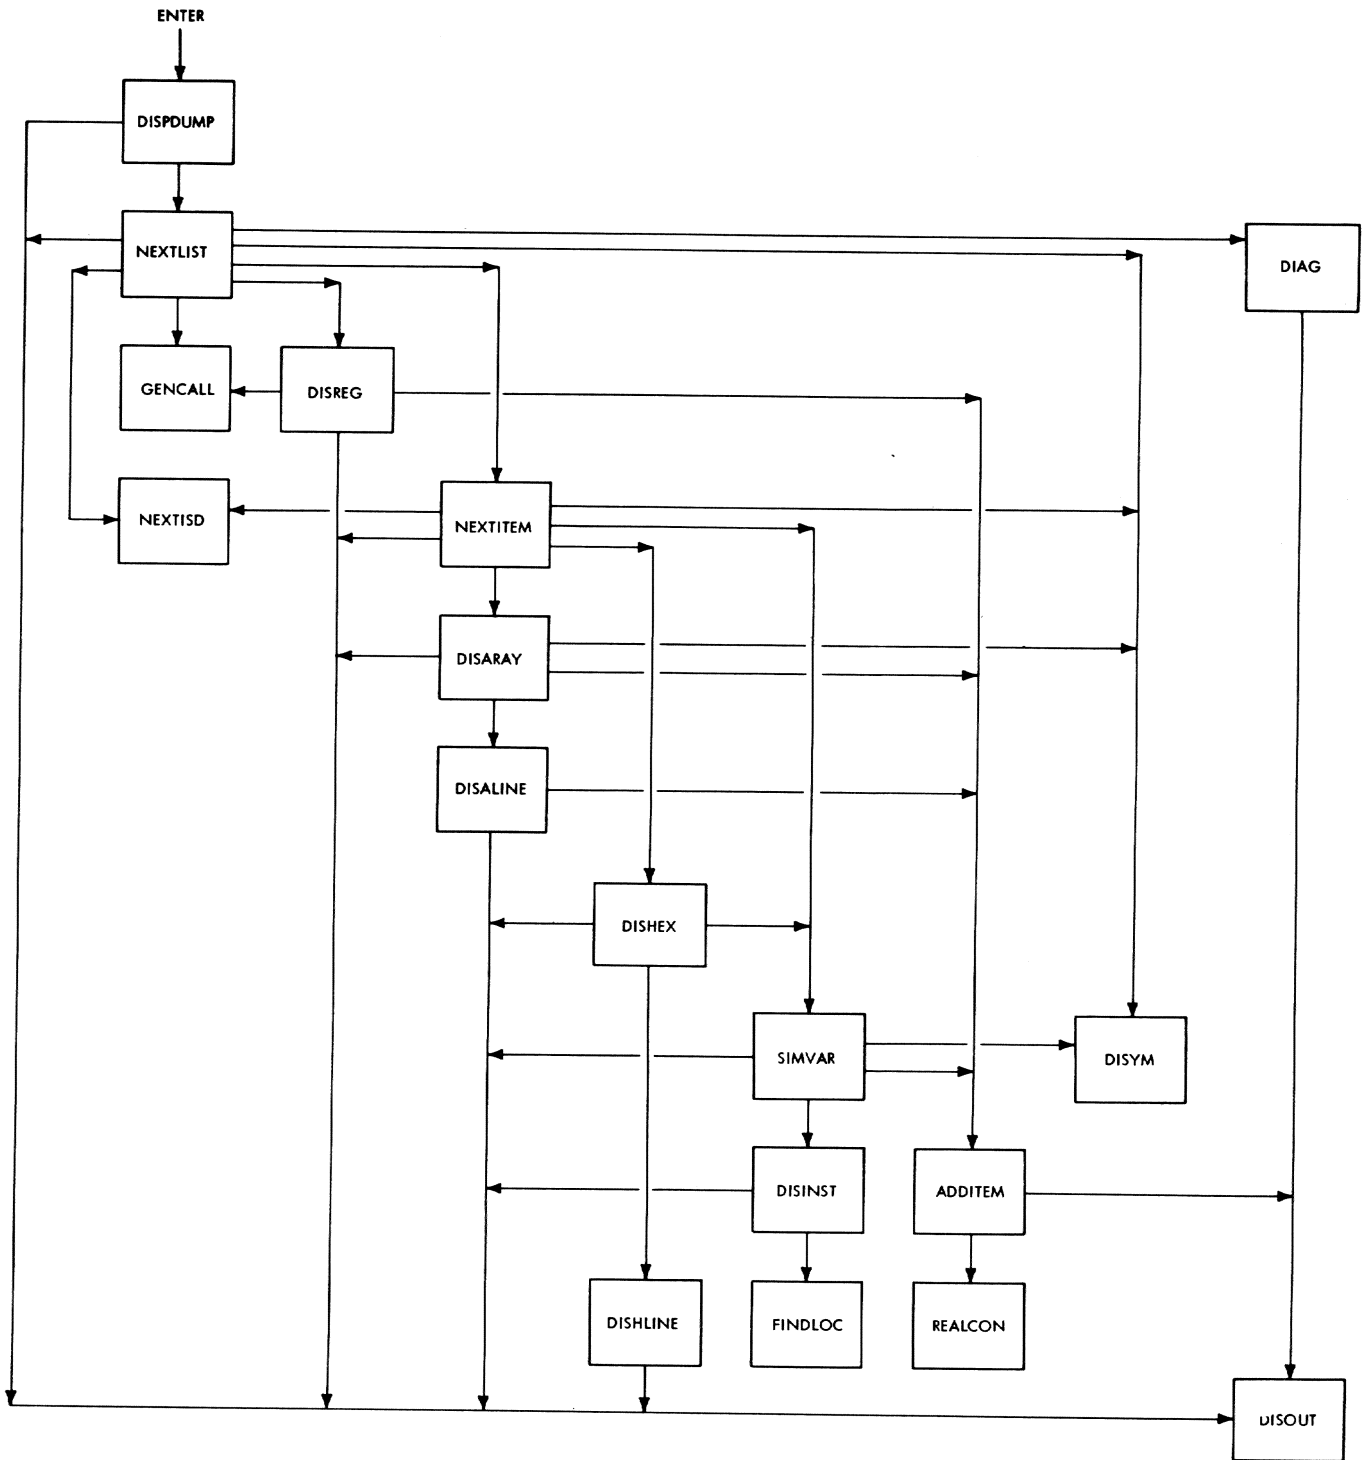 ENTER
DISPDUMP
NEXTLIST
DIAG
GENCALL
DISREG
NEXTISD
NEXTITEM
DISARAY
DISALINE
DISHEX
SIMVAR
DISYM
DISINST
ADDITEM
DISHLINE
FINDLOC
REALCON
DISOUT